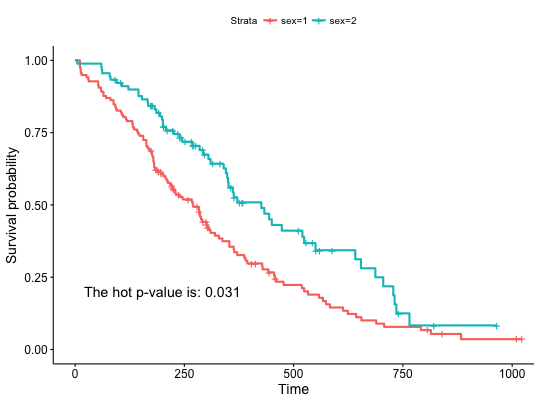 Strata sex=1 sex=2
1.00
0.75
0.50
0.25
0.00
Survival probability
The hot p-value is: 0.031
0 250 500 750 1000
Time